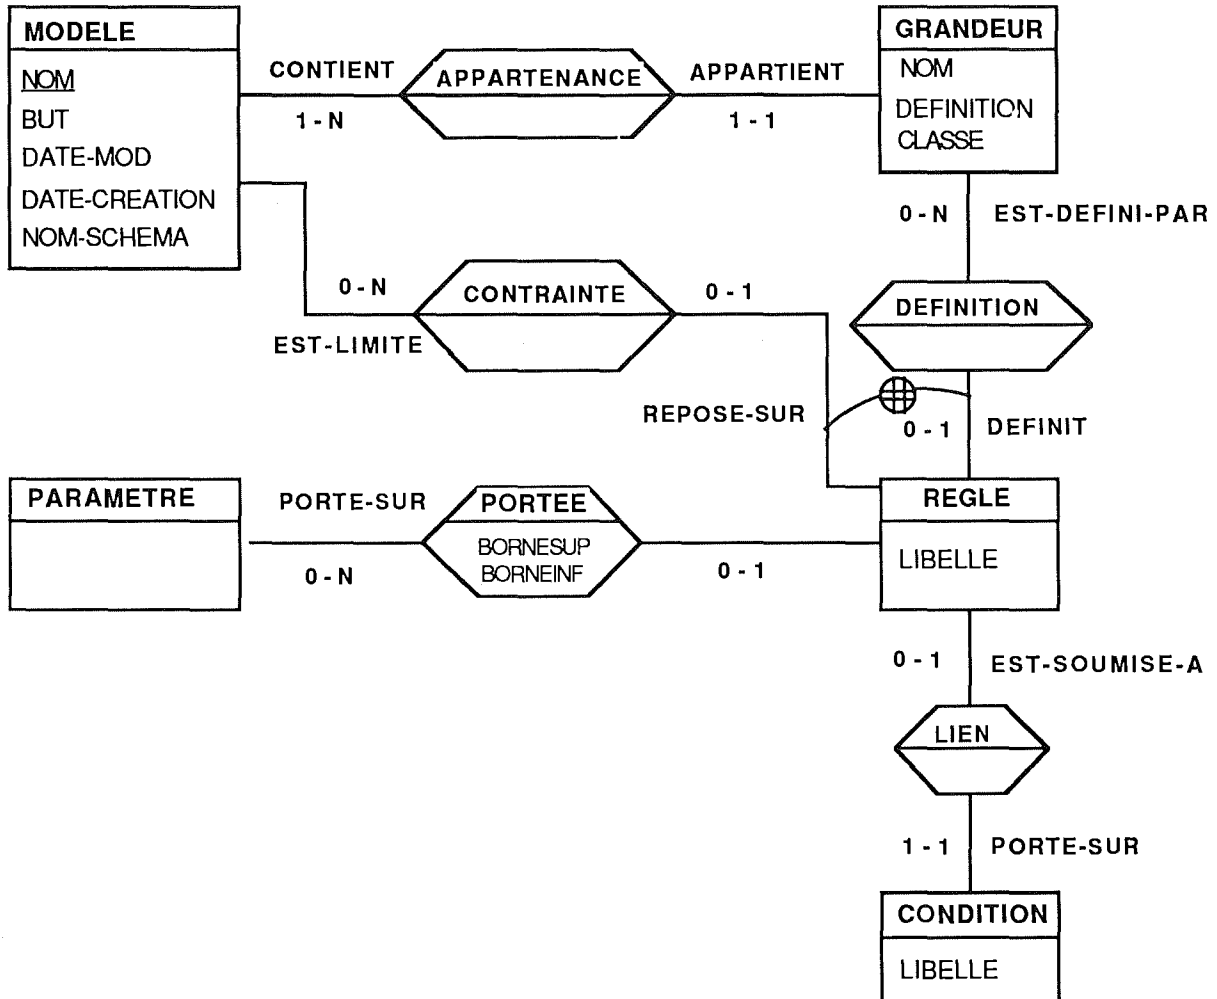 MODELE
NOM
BUT
DATE-MOD
DATE-CREATION
NOM-SCHEMA
CONTIENT
1 - N
APPARTENANCE
APPARTIENT
1 - 1
GRANDEUR
NOM
DEFINITION
CLASSE
0 - N
EST-DEFINI-PAR
0 - N
EST-LIMITE
CONTRAINTE
0 - 1
DEFINITION
REPOSE-SUR
0 - 1
DEFINIT
PARAMETRE
PORTE-SUR
0 - N
PORTEE
BORNESUP
BORNEINF
0 - 1
REGLE
LIBELLE
0 - 1
EST-SOUMISE-A
LIEN
1 - 1
PORTE-SUR
CONDITION
LIBELLE